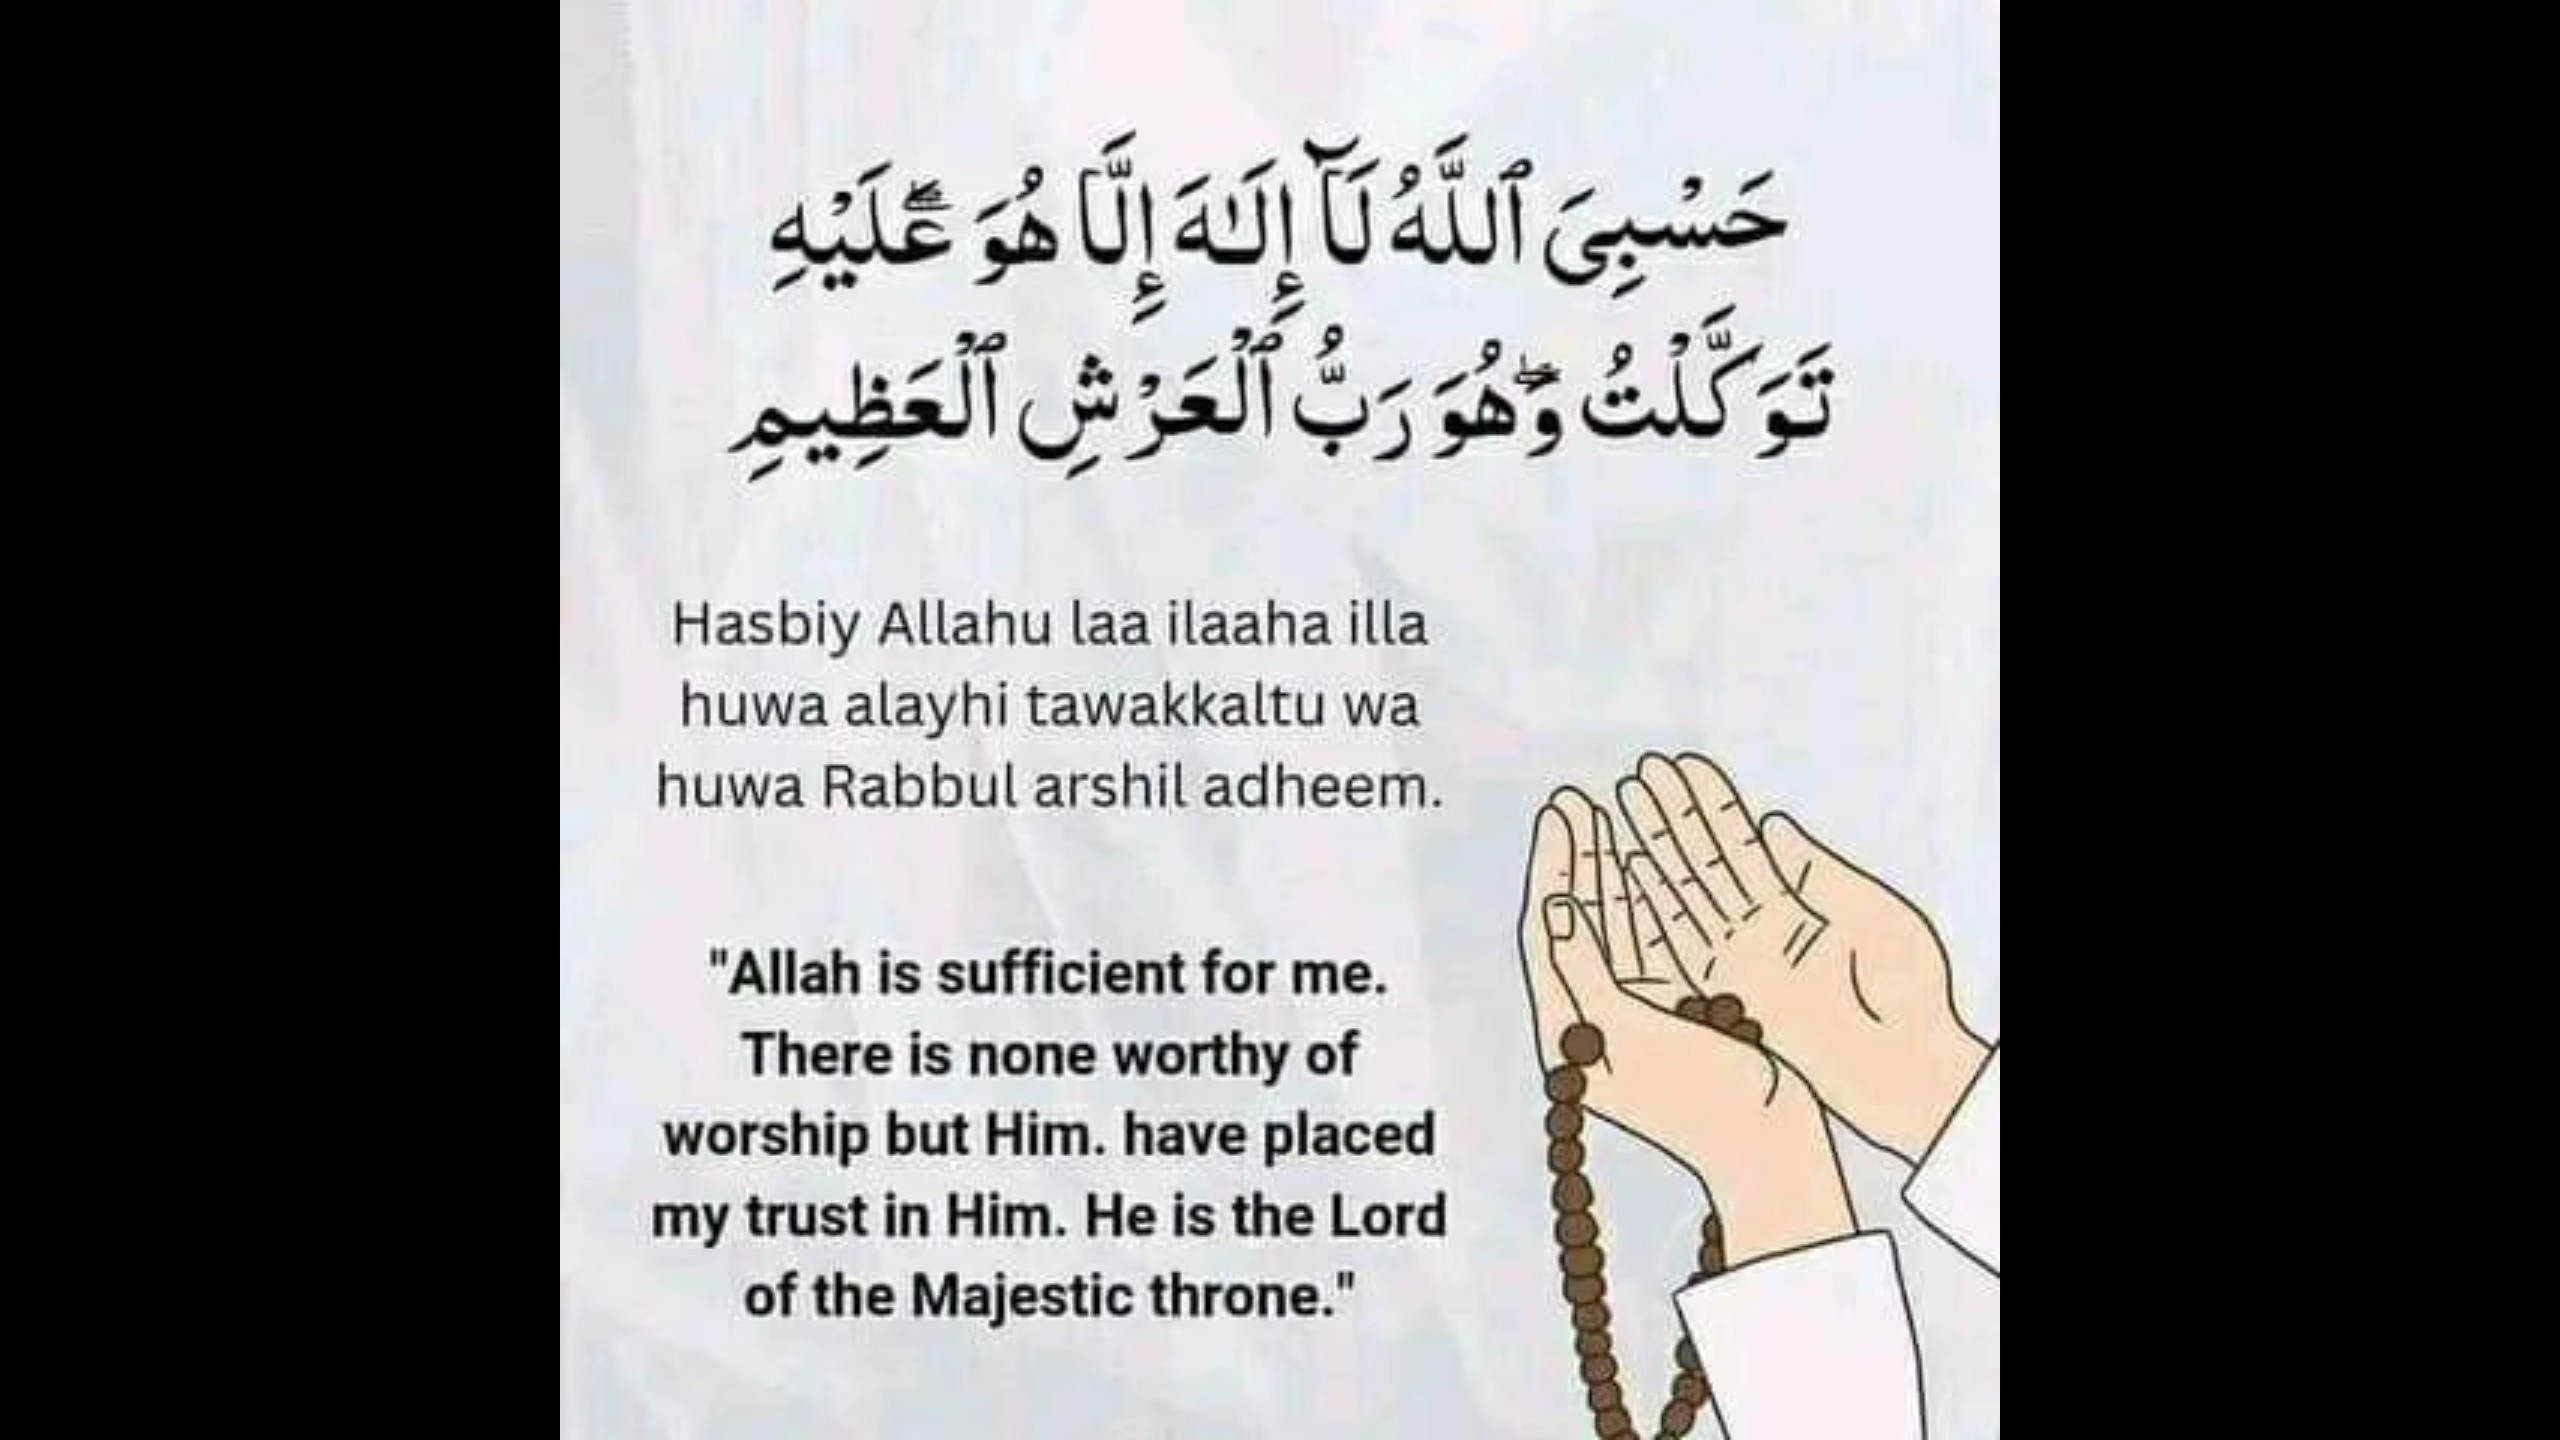 حَسْبِيَ ٱللَّهُ لَآ إِلَـٰهَ إِلَّا هُوَ ۖ عَلَيْهِ
تَوَكَّلْتُ ۖ وَهُوَ رَبُّ ٱلْعَرْشِ ٱلْعَظِيمِ
Hasbiy Allahu laa ilaaha illa
huwa alayhi tawakkaltu wa
huwa Rabbul arshil adheem.
"Allah is sufficient for me.
There is none worthy of
worship but Him. have placed
my trust in Him. He is the Lord
of the Majestic throne."